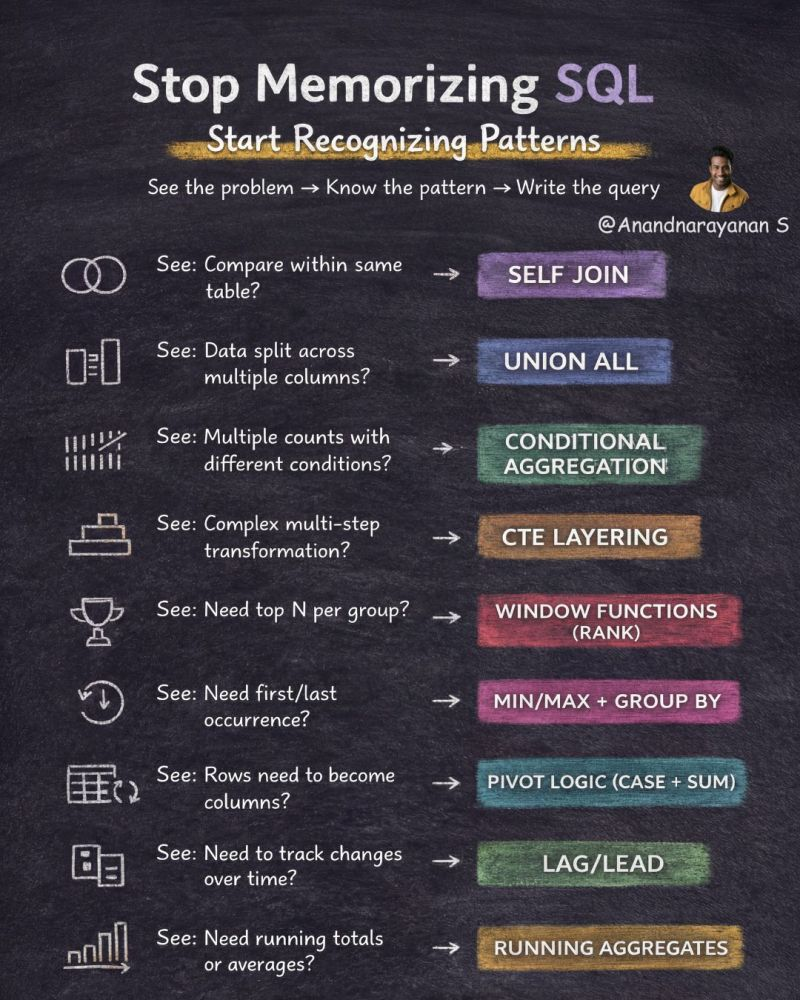 Stop Memorizing SQL
Start Recognizing Patterns
See the problem → Know the pattern → Write the query
@Anandnarayanan S
See: Compare within same
table?
→ SELF JOIN
See: Data split across
multiple columns?
→ UNION ALL
See: Multiple counts with
different conditions?
→ CONDITIONAL
AGGREGATION
See: Complex multi-step
transformation?
→ CTE LAYERING
See: Need top N per group?
→ WINDOW FUNCTIONS
(RANK)
See: Need first/last
occurrence?
→ MIN/MAX + GROUP BY
See: Rows need to become
columns?
→ PIVOT LOGIC (CASE + SUM)
See: Need to track changes
over time?
→ LAG/LEAD
See: Need running totals
or averages?
→ RUNNING AGGREGATES